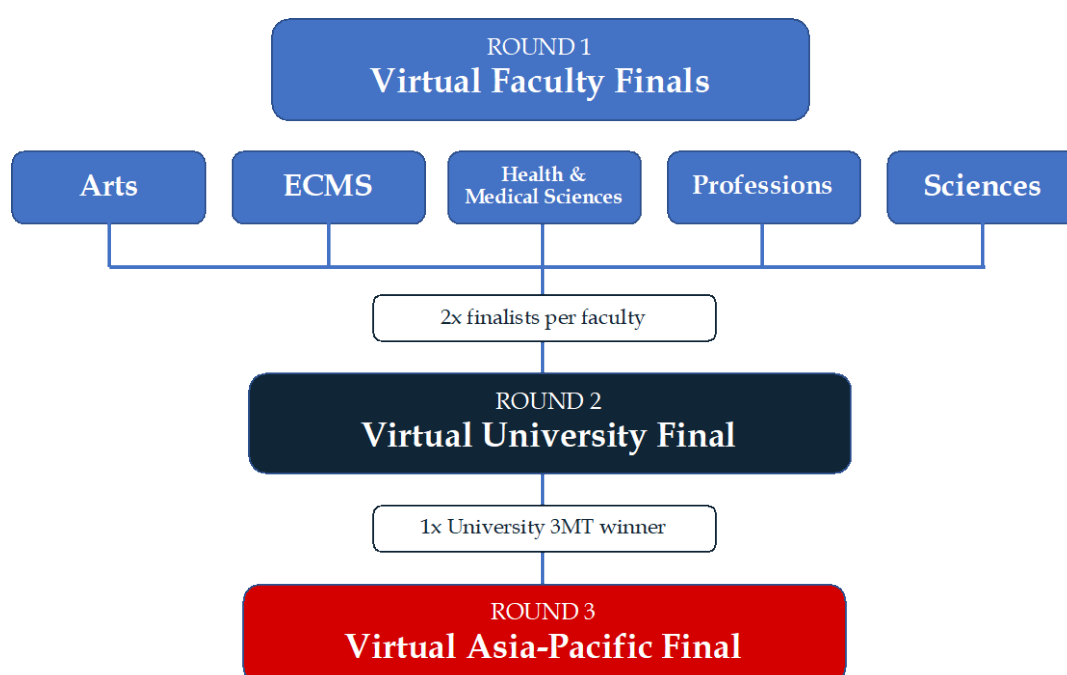 ROUND 1
Virtual Faculty Finals
Arts
ECMS
Health &
Medical Sciences
Professions
Sciences
2x finalists per faculty
ROUND 2
Virtual University Final
1x University 3MT winner
ROUND 3
Virtual Asia-Pacific Final